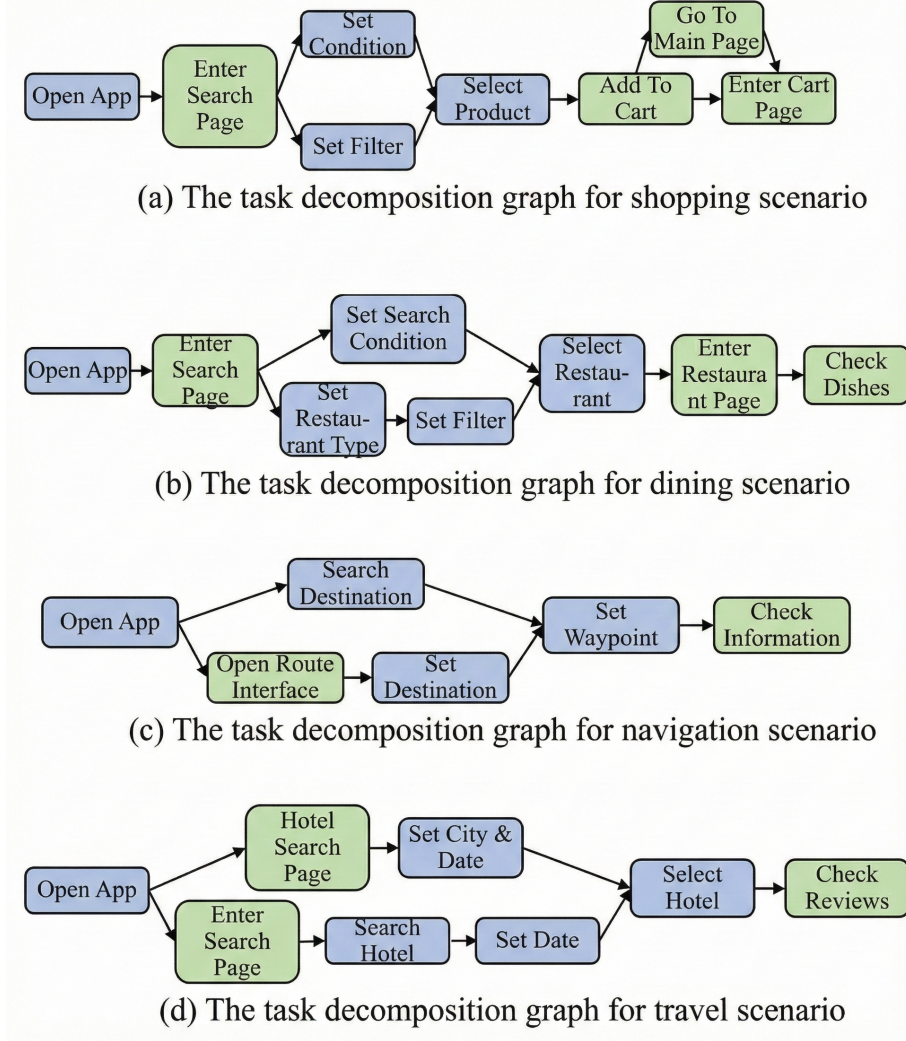 Open App
Enter
Search
Page
Set
Condition
Set Filter
Select
Product
Add To
Cart
Go To
Main Page
Enter Cart
Page
(a) The task decomposition graph for shopping scenario
Open App
Enter
Search
Page
Set Search
Condition
Set
Restau-
rant Type
Set Filter
Select
Restau-
rant
Enter
Restaura
nt Page
Check
Dishes
(b) The task decomposition graph for dining scenario
Open App
Search
Destination
Open Route
Interface
Set
Destination
Set
Waypoint
Check
Information
(c) The task decomposition graph for navigation scenario
Open App
Hotel
Search
Page
Set City &
Date
Enter
Search
Page
Search
Hotel
Set Date
Select
Hotel
Check
Reviews
(d) The task decomposition graph for travel scenario